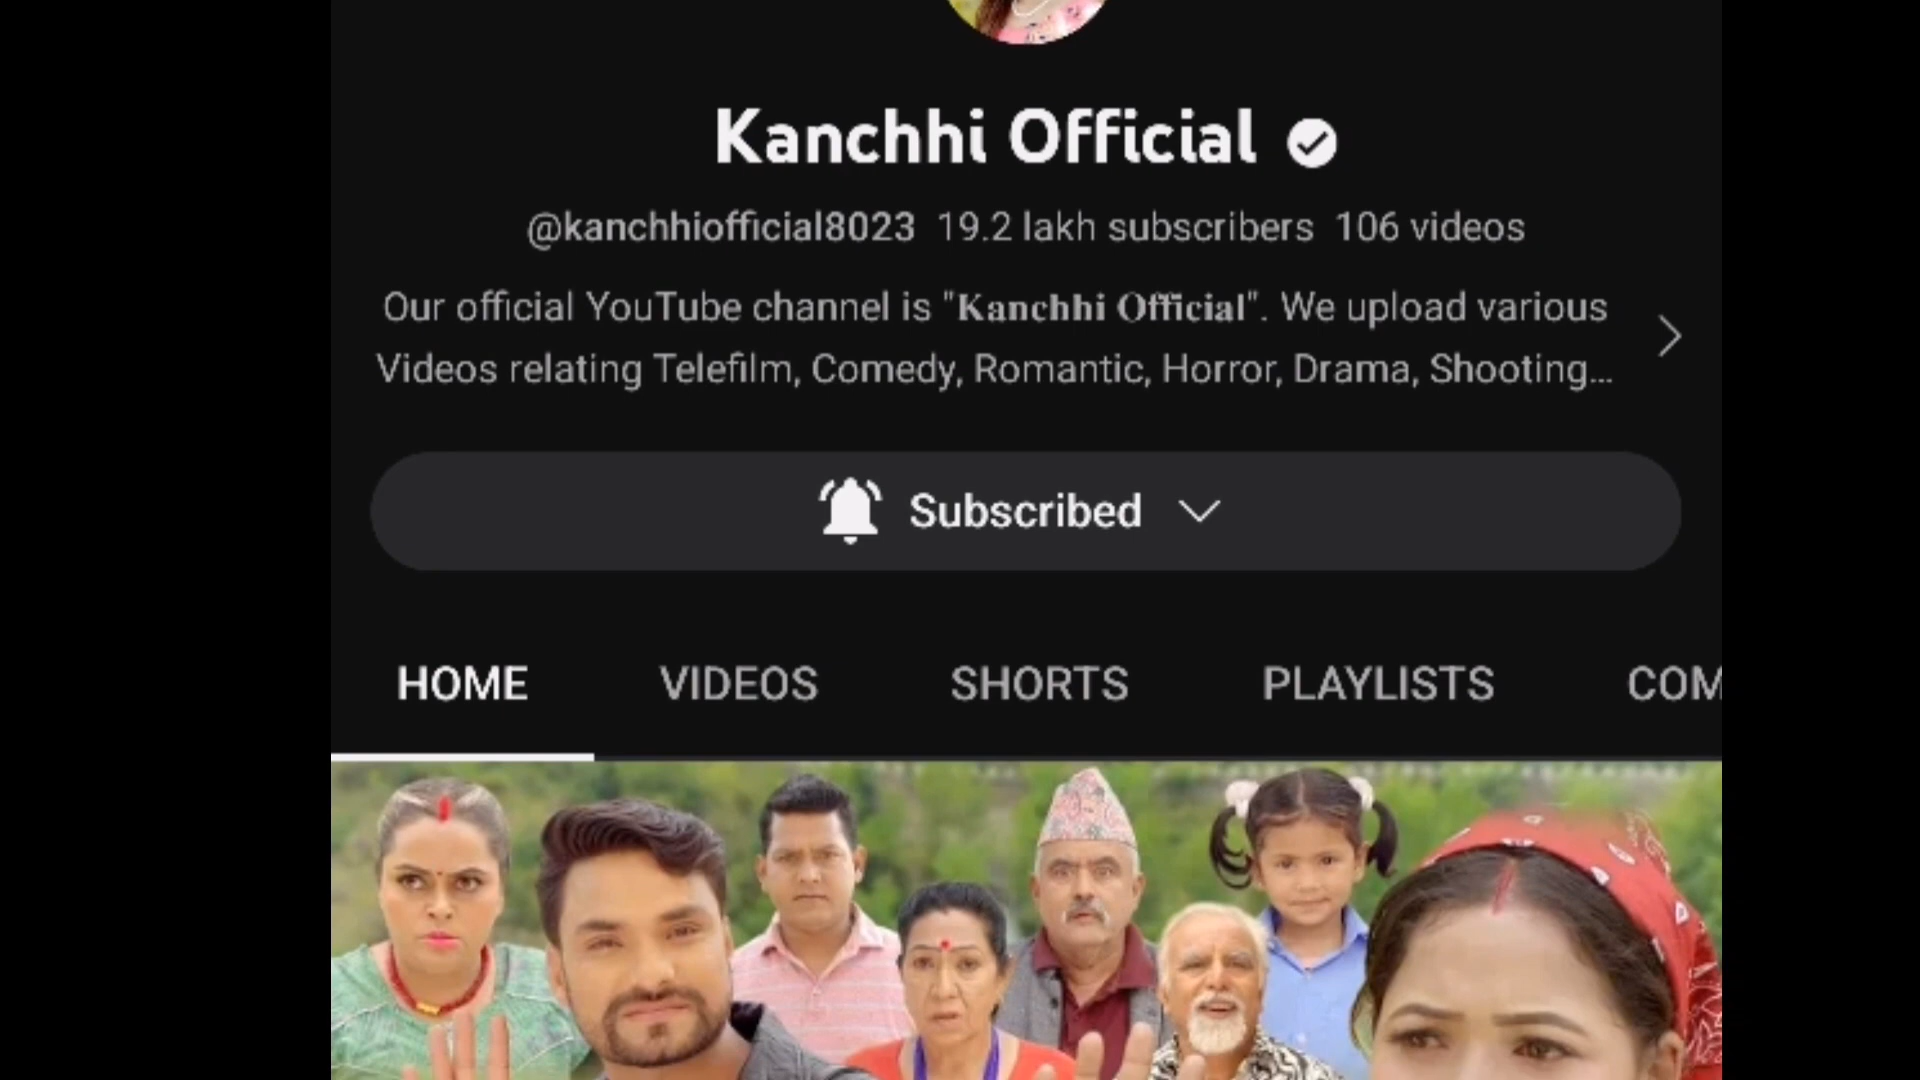 Kanchhi Official
@kanchhiofficial8023 19.2 lakh subscribers 106 videos
Our official YouTube channel is "𝐊𝐚𝐧𝐜𝐡𝐡𝐢 𝐎𝐟𝐟𝐢𝐜𝐢𝐚𝐥". We upload various
Videos relating Telefilm, Comedy, Romantic, Horror, Drama, Shooting...
Subscribed
HOME VIDEOS SHORTS PLAYLISTS COM